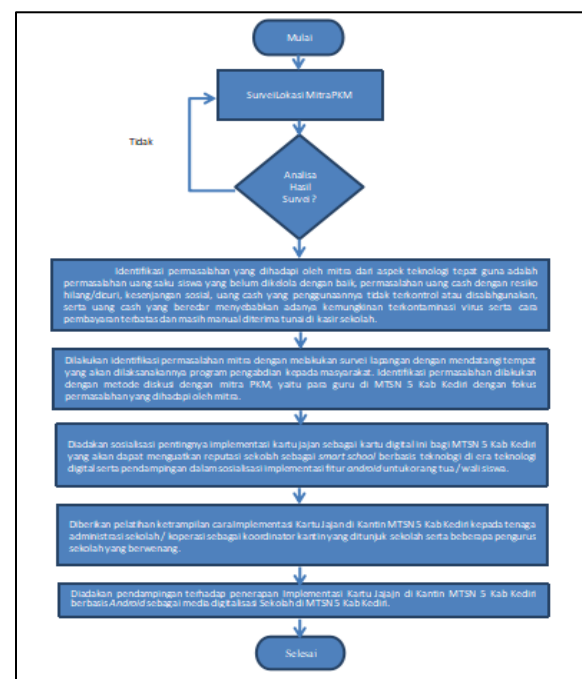 Mulai
SurveiLokasi MitraPKM
Tidak
Analisa
Hasil
Survei ?
Identifikasi permasalahan yang dihadapi oleh mitra dari aspek teknologi tepat guna adalah
permasalahan uang saku siswa yang belum dikelola dengan baik, permasalahan uang cash dengan resiko
hilang/dicuri, kesenjangan sosial, uang cash yang penggunaannya tidak terkontrol atau disalahgunakan,
serta uang cash yang beredar menyebabkan adanya kemungkinan terkontaminasi virus serta cara
pembayaran terbatas dan masih manual diterima tunai di kasir sekolah.
Dilakukan identifikasi permasalahan mitra dengan melakukan survei lapangan dengan mendatangi tempat
yang akan dilaksanakannya program pengabdian kepada masyarakat. Identifikasi permasalahan dilakukan
dengan metode diskusi dengan mitra PKM, yaitu para guru di MTSN 5 Kab Kediri dengan fokus
permasalahan yang dihadapi oleh mitra.
Diadakan sosialisasi pentingnya implementasi kartu jajan sebagai kartu digital ini bagi MTSN 5 Kab Kediri
yang akan dapat menguatkan reputasi sekolah sebagai smart school berbasis teknologi di era teknologi
digital serta pendampingan dalam sosialisasi implementasi fitur android untuk orang tua / wali siswa.
Diberikan pelatihan ketrampilan cara Implementasi Kartu Jajan di Kantin MTSN 5 Kab Kediri kepada tenaga
administrasi sekolah / koperasi sebagai koordinator kantin yang ditunjuk sekolah serta beberapa pengurus
sekolah yang berwenang.
Diadakan pendampingan terhadap penerapan Implementasi Kartu Jajajn di Kantin MTSN 5 Kab Kediri
berbasis Android sebagai media digitalisasi Sekolah di MTSN 5 Kab Kediri.
Selesai